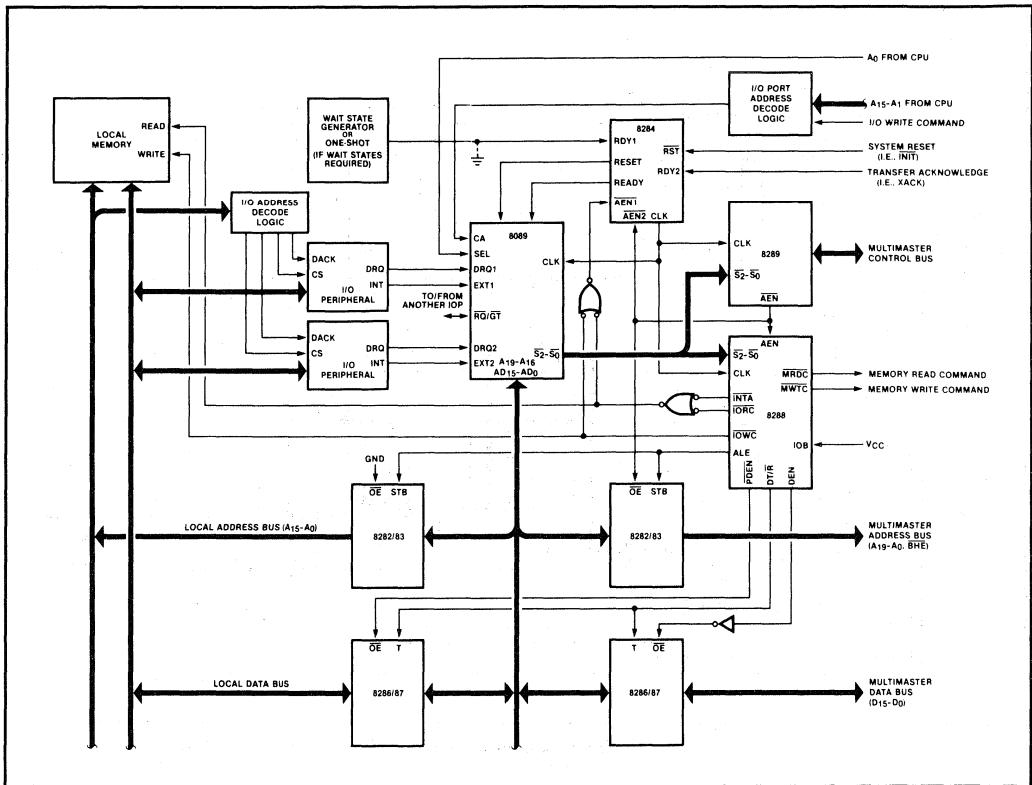 A0 FROM CPU
I/O PORT
ADDRESS
DECODE
LOGIC
A15-A1 FROM CPU
I/O WRITE COMMAND
LOCAL
MEMORY
READ
WRITE
WAIT STATE
GENERATOR
OR
ONE-SHOT
(IF WAIT STATES
REQUIRED)
8284
RDY1
RESET
READY
AEN1
AEN2 CLK
RST
RDY2
SYSTEM RESET
(I.E., INIT)
TRANSFER ACKNOWLEDGE
(I.E., XACK)
I/O ADDRESS
DECODE
LOGIC
DACK
CS
DRQ
INT
I/O
PERIPHERAL
DACK
CS
DRQ
INT
I/O
PERIPHERAL
TO/FROM
ANOTHER IOP
8089
CA
SEL
DRQ1
EXT1
RQ/GT
DRQ2
EXT2
CLK
S2-S0
A19-A16
AD15-AD0
8289
CLK
S2-S0
AEN
MULTIMASTER
CONTROL BUS
AEN
S2-S0
CLK
MRDC
MWTC
8288
INTA
IORC
IOWC
ALE
IOB
PDEN
DT/R
DEN
MEMORY READ COMMAND
MEMORY WRITE COMMAND
VCC
GND
OE STB
8282/83
OE STB
8282/83
LOCAL ADDRESS BUS (A15-A0)
MULTIMASTER
ADDRESS BUS
(A19-A0, BHE)
OE T
8286/87
T OE
8286/87
LOCAL DATA BUS
MULTIMASTER
DATA BUS
(D15-D0)